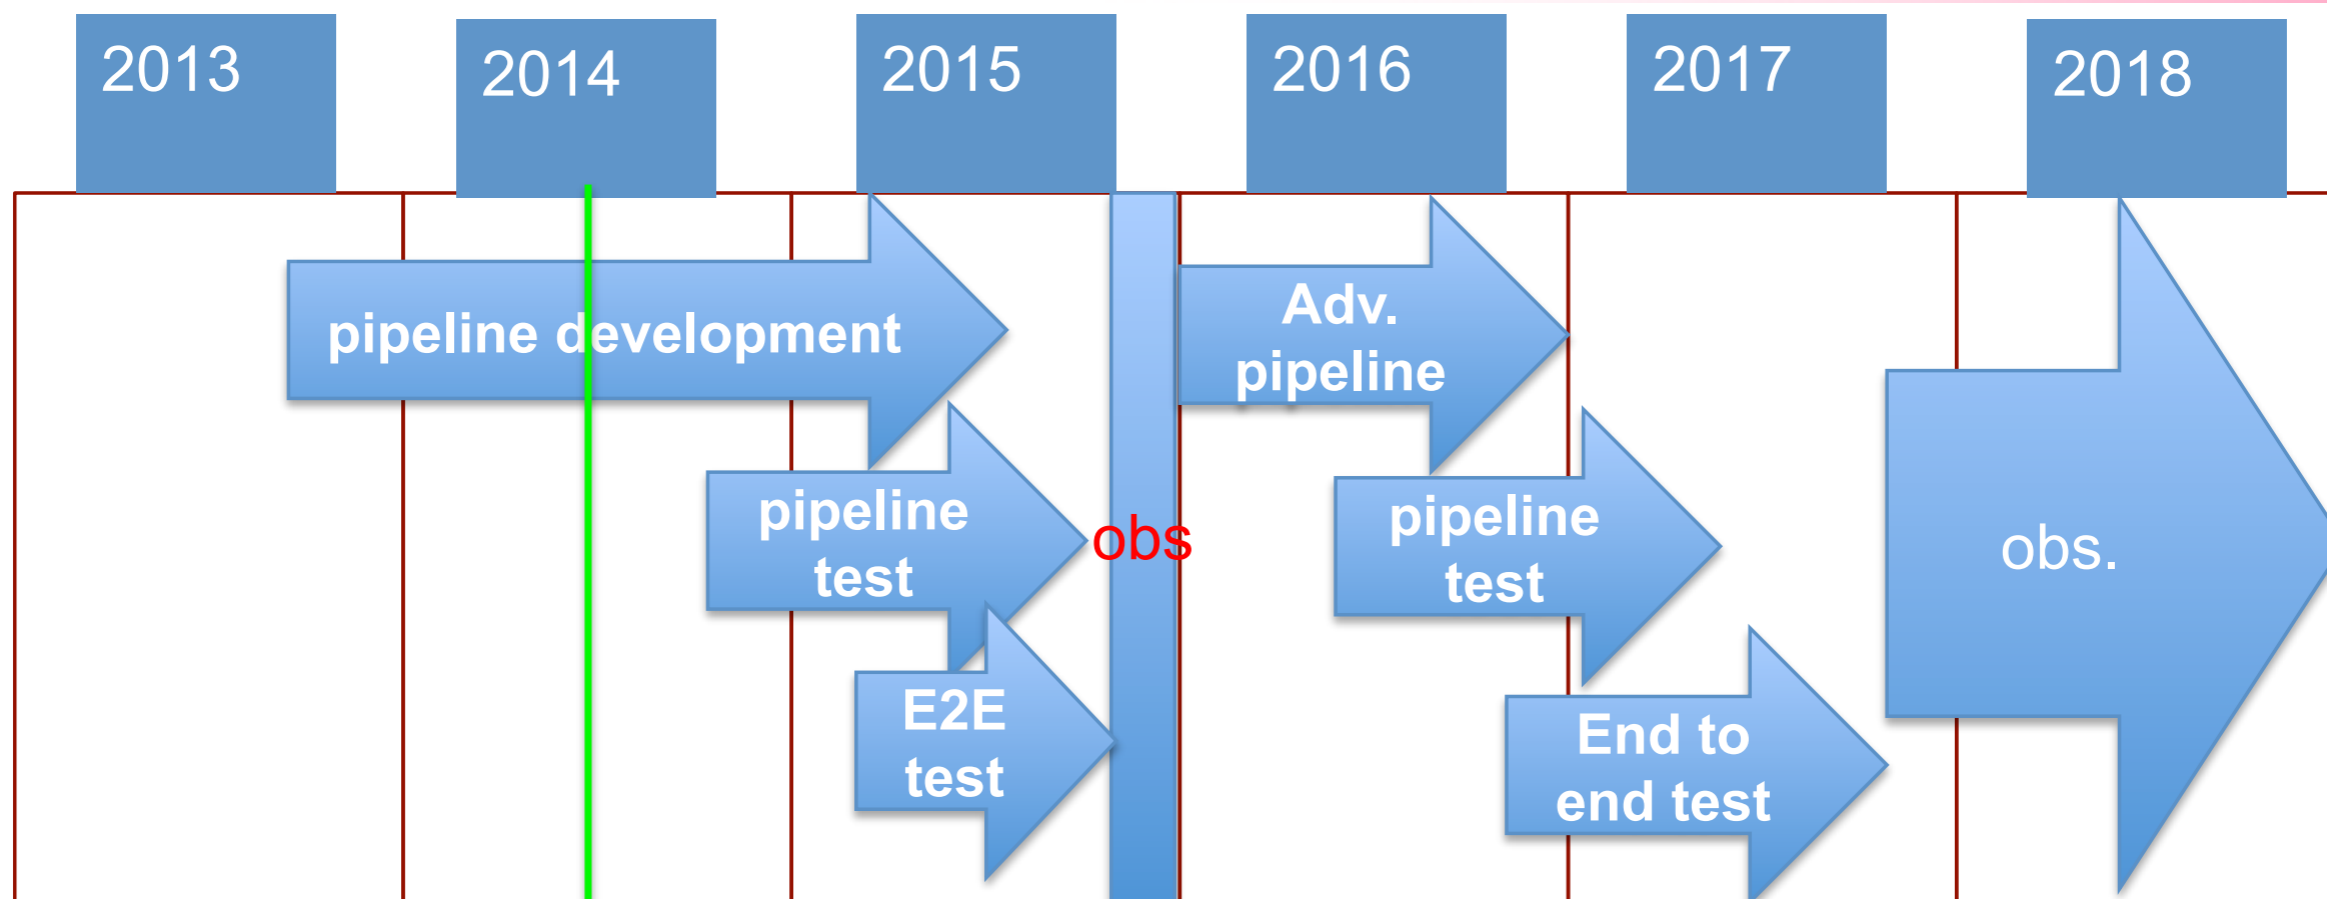 2013
2014
2015
2016
2017
2018
pipeline development
Adv.
pipeline
pipeline
test
obs
pipeline
test
obs.
E2E
test
End to
end test